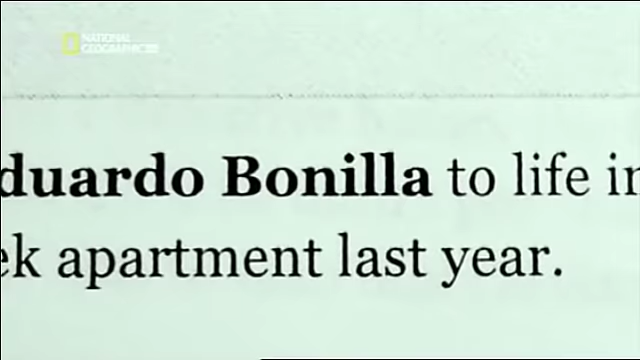 NATIONAL
GEOGRAPHIC
duardo Bonilla to life in
ek apartment last year.